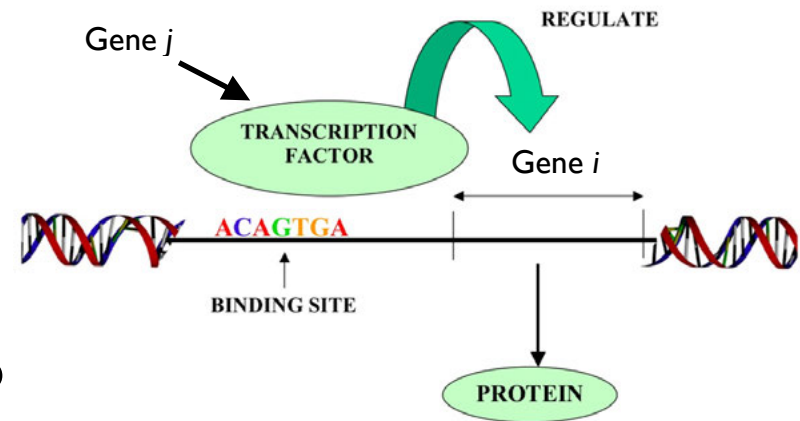 REGULATE
Gene j
TRANSCRIPTION
FACTOR
Gene i
ACAGTGA
BINDING SITE
PROTEIN
)